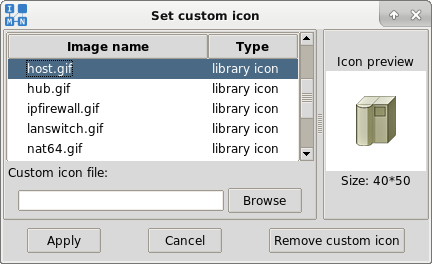 IMN
Set custom icon
Image name Type
host.gif library icon
hub.gif library icon
ipfirewall.gif library icon
lanswitch.gif library icon
nat64.gif library icon
Icon preview
Size: 40*50
Custom icon file:
Browse
Apply Cancel Remove custom icon